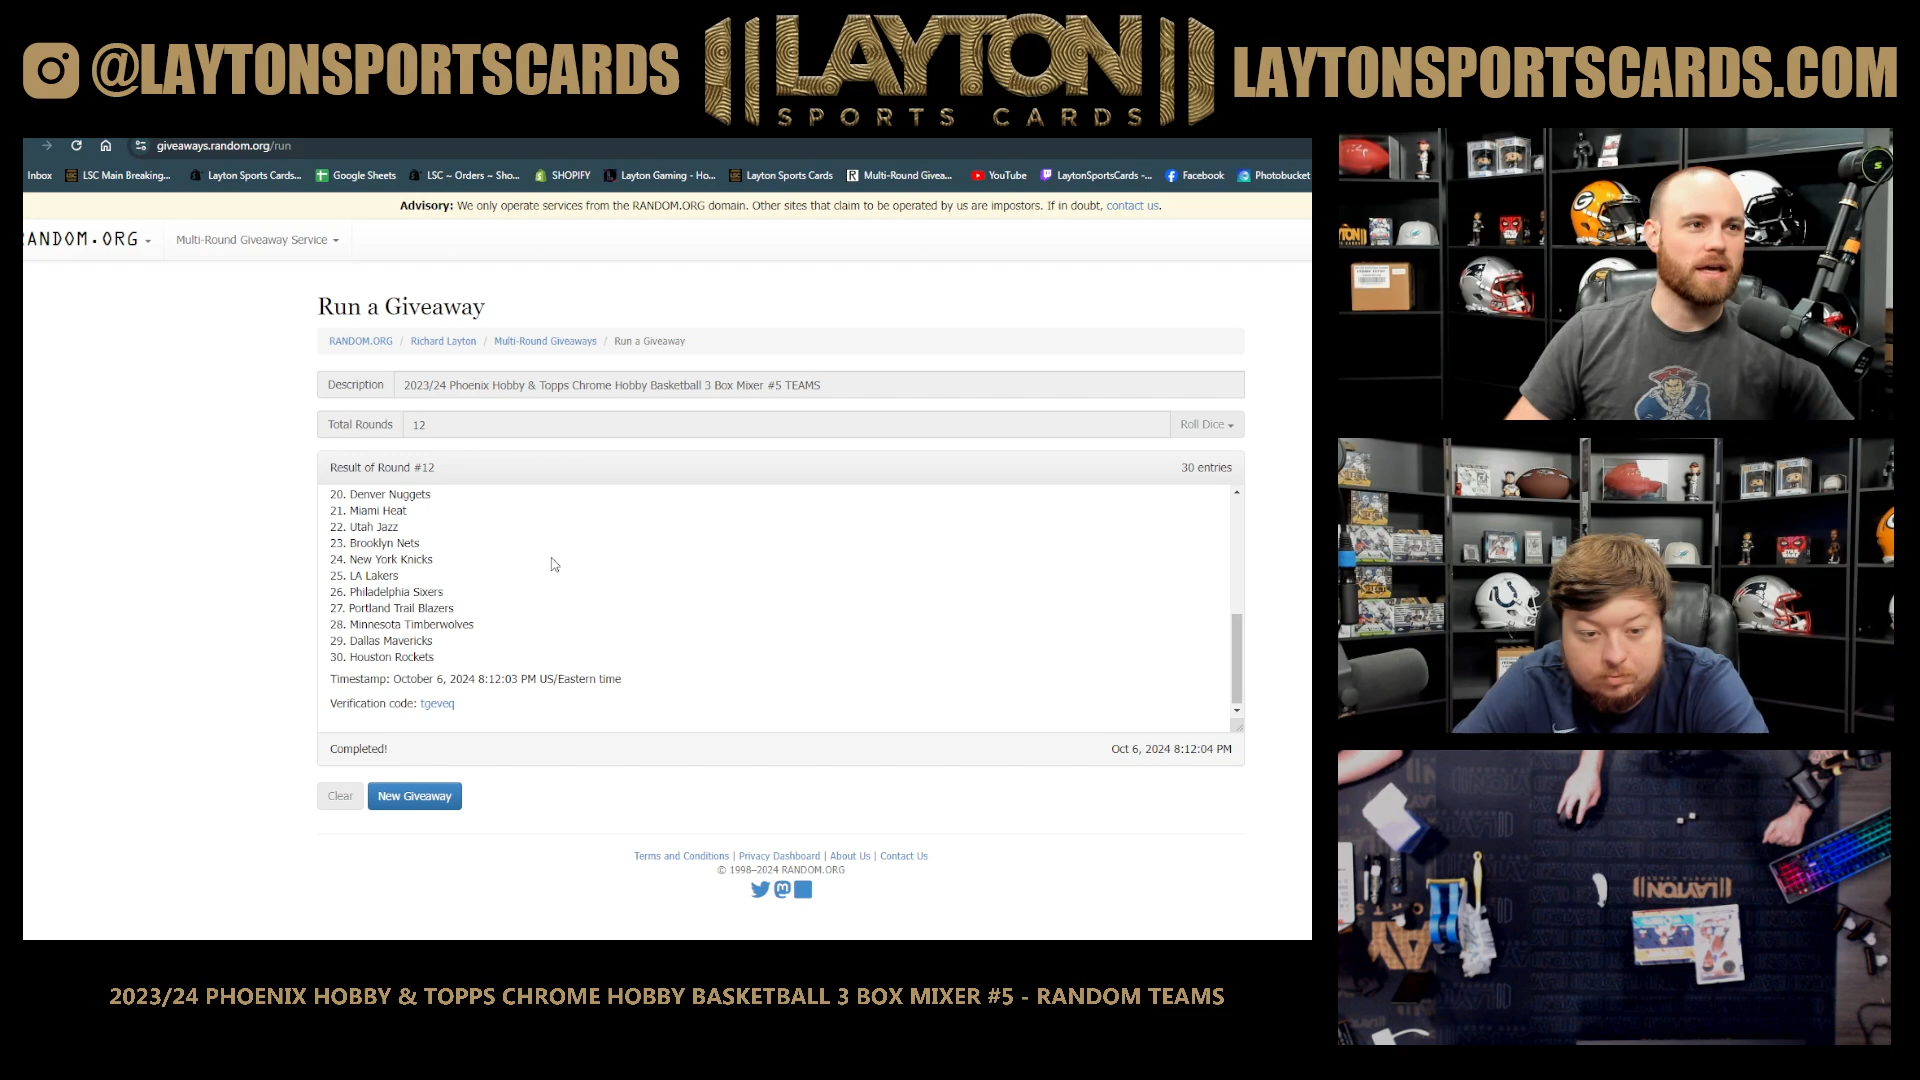 @LAYTONSPORTSCARDS
LAYTON
SPORTS CARDS
LAYTONSPORTSCARDS.COM
giveaways.random.org/run
Inbox
LSC Main Breaking...
Layton Sports Cards...
Google Sheets
LSC ~ Orders ~ Sho...
SHOPIFY
Layton Gaming - Ho...
Layton Sports Cards
Multi-Round Givea...
YouTube
LaytonSportsCards -...
Facebook
Photobucket
Advisory: We only operate services from the RANDOM.ORG domain. Other sites that claim to be operated by us are impostors. If in doubt, contact us.
RANDOM.ORG
Multi-Round Giveaway Service
Run a Giveaway
RANDOM.ORG / Richard Layton / Multi-Round Giveaways / Run a Giveaway
Description 2023/24 Phoenix Hobby & Topps Chrome Hobby Basketball 3 Box Mixer #5 TEAMS
Total Rounds 12 Roll Dice
Result of Round #12 30 entries
20. Denver Nuggets
21. Miami Heat
22. Utah Jazz
23. Brooklyn Nets
24. New York Knicks
25. LA Lakers
26. Philadelphia Sixers
27. Portland Trail Blazers
28. Minnesota Timberwolves
29. Dallas Mavericks
30. Houston Rockets
Timestamp: October 6, 2024 8:12:03 PM US/Eastern time
Verification code: tgeveq
Completed! Oct 6, 2024 8:12:04 PM
Clear New Giveaway
Terms and Conditions | Privacy Dashboard | About Us | Contact Us
© 1998–2024 RANDOM.ORG
2023/24 PHOENIX HOBBY & TOPPS CHROME HOBBY BASKETBALL 3 BOX MIXER #5 - RANDOM TEAMS
LAYTON